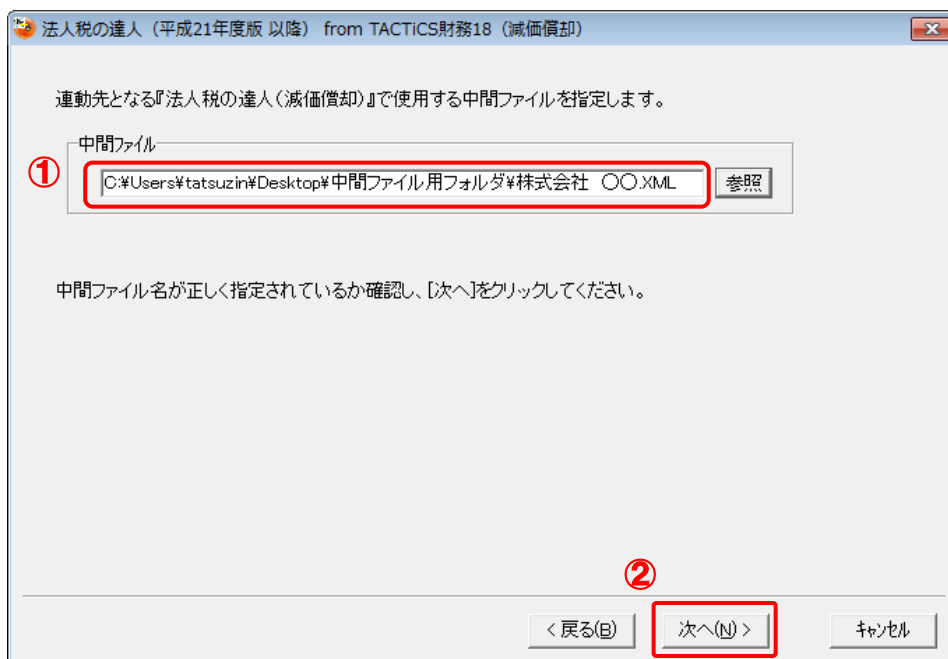 法人税の達人（平成21年度版 以降） from TACTiCS財務18（減価償却）
連動先となる『法人税の達人（減価償却）』で使用する中間ファイルを指定します。
中間ファイル
①
C:¥Users¥tatsuzin¥Desktop¥中間ファイル用フォルダ¥株式会社　〇〇.XML
参照
中間ファイル名が正しく指定されているか確認し、[次へ]をクリックしてください。
②
< 戻る(B)
次へ(N) >
キャンセル